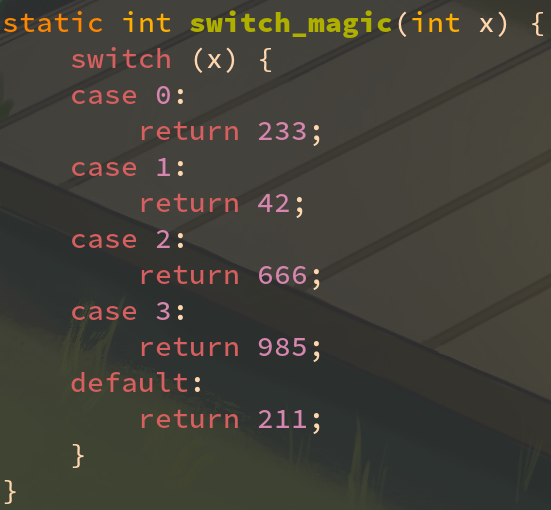 static int switch_magic(int x) {
    switch (x) {
    case 0:
        return 233;
    case 1:
        return 42;
    case 2:
        return 666;
    case 3:
        return 985;
    default:
        return 211;
    }
}